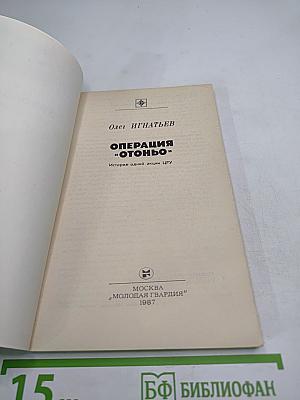 Олег ИГНАТЬЕВ
ОПЕРАЦИЯ
«ОТОНЬО»
История одной акции ЦРУ
МОСКВА
„МОЛОДАЯ ГВАРДИЯ"
1987
15
БФ БИБЛИОФАН